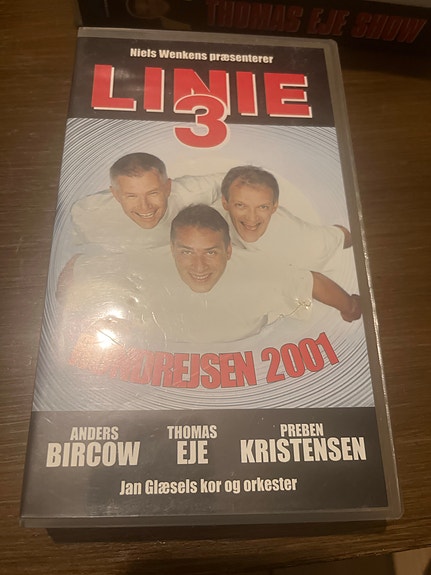 THOMAS EJE SHOW
Niels Wenkens præsenterer
LINIE
3
2001
ANDERS
BIRCOW
THOMAS
EJE
PREBEN
KRISTENSEN
Jan Glæsels kor og orkester